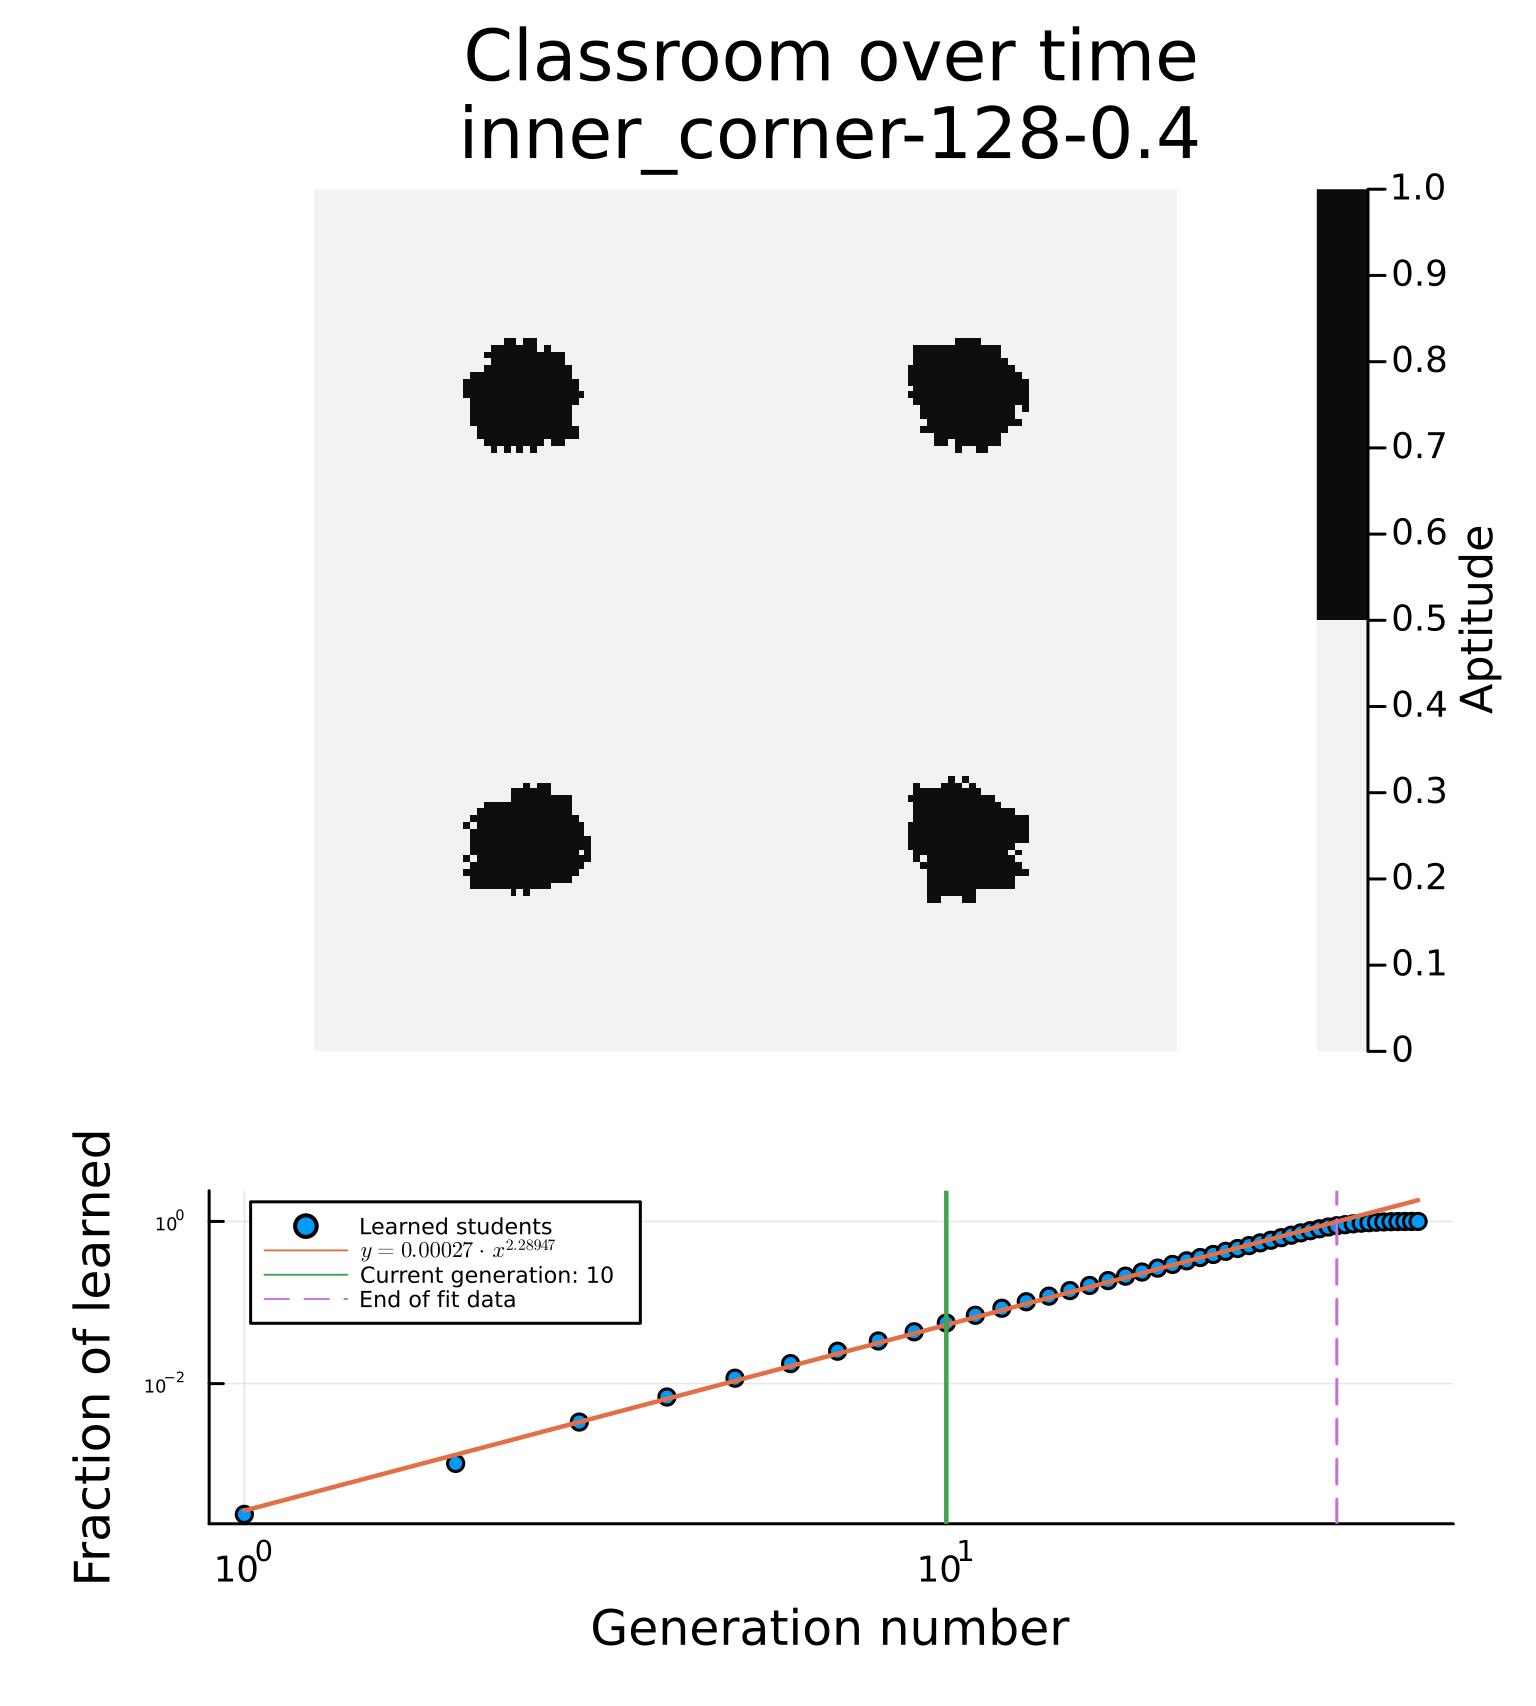 Classroom over time
inner_corner-128-0.4
1.0
0.9
0.8
0.7
0.6
0.5
0.4
0.3
0.2
0.1
0
Aptitude
Fraction of learned
10^0
10^-2
Learned students
y = 0.00027 · x^2.28947
Current generation: 10
End of fit data
10^0
10^1
Generation number